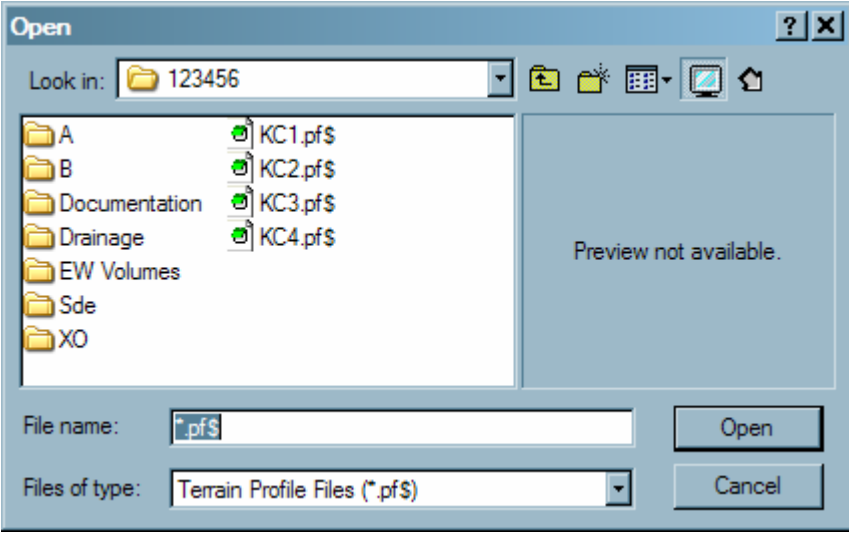 Open
Look in: 123456
A KC1.pf$
B KC2.pf$
Documentation KC3.pf$
Drainage KC4.pf$
EW Volumes
Sde
XO
Preview not available.
File name: *.pf$ Open
Files of type: Terrain Profile Files (*.pf$) Cancel